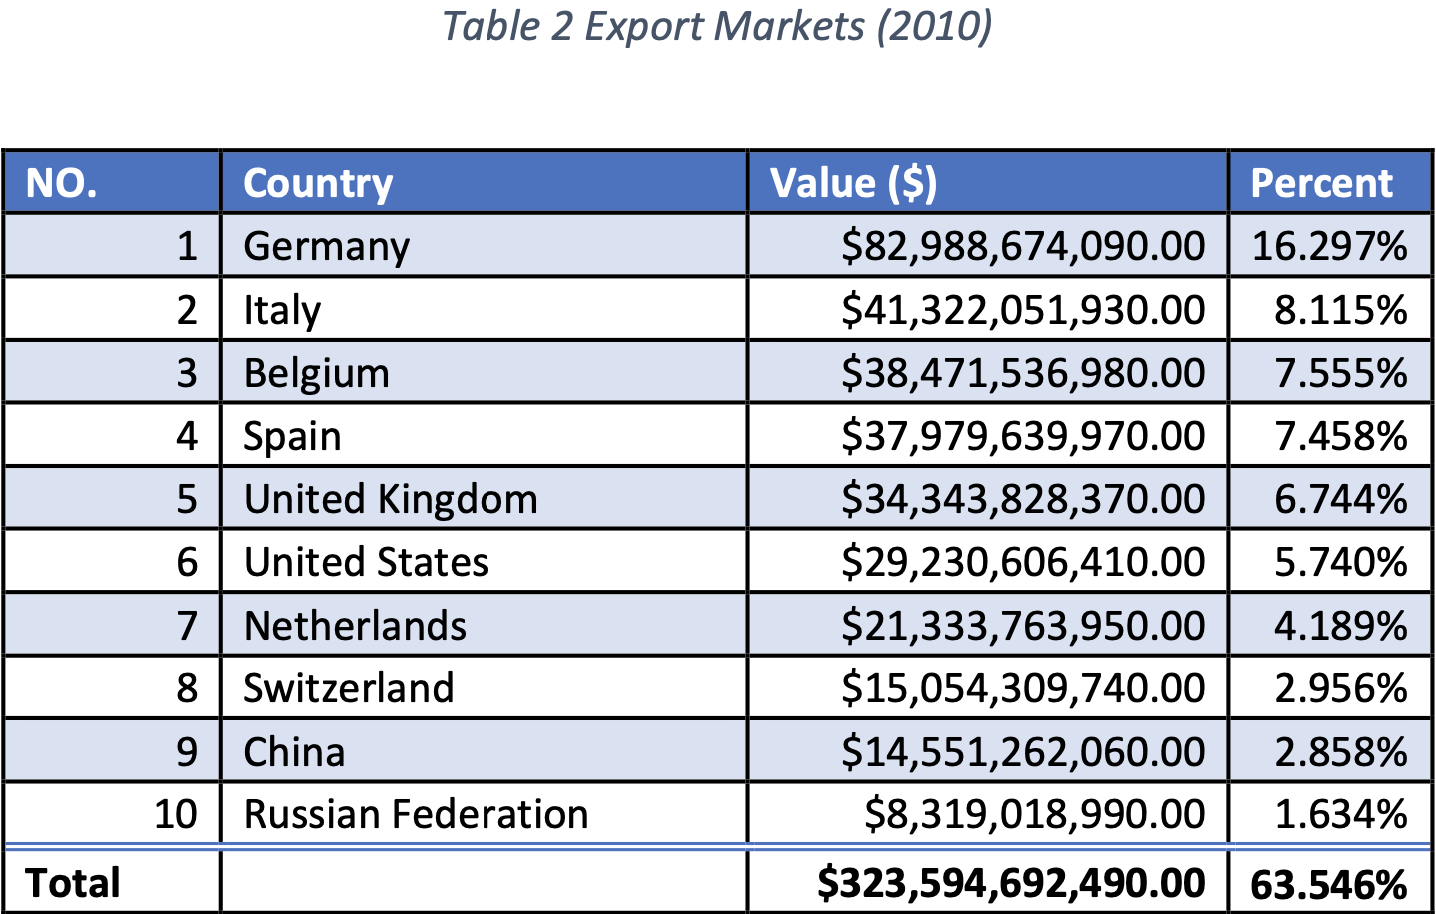 Table 2 Export Markets (2010)
NO. Country Value ($) Percent
1 Germany $82,988,674,090.00 16.297%
2 Italy $41,322,051,930.00 8.115%
3 Belgium $38,471,536,980.00 7.555%
4 Spain $37,979,639,970.00 7.458%
5 United Kingdom $34,343,828,370.00 6.744%
6 United States $29,230,606,410.00 5.740%
7 Netherlands $21,333,763,950.00 4.189%
8 Switzerland $15,054,309,740.00 2.956%
9 China $14,551,262,060.00 2.858%
10 Russian Federation $8,319,018,990.00 1.634%
Total $323,594,692,490.00 63.546%